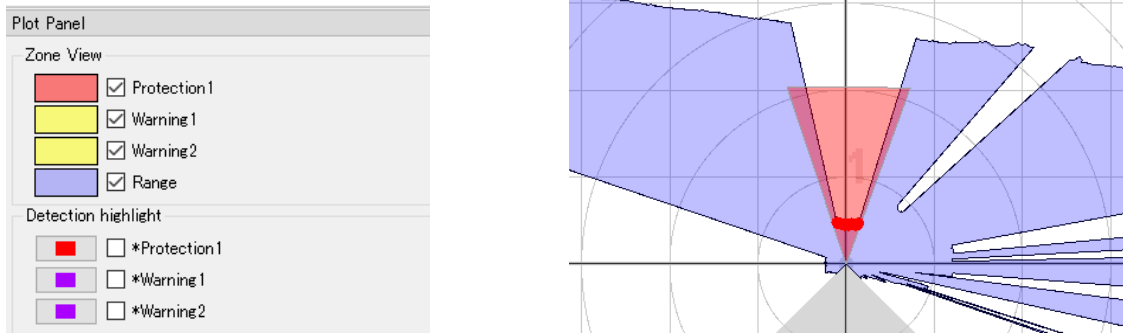 Plot Panel
Zone View
Protection1
Warning1
Warning2
Range
Detection highlight
*Protection1
*Warning1
*Warning2
1